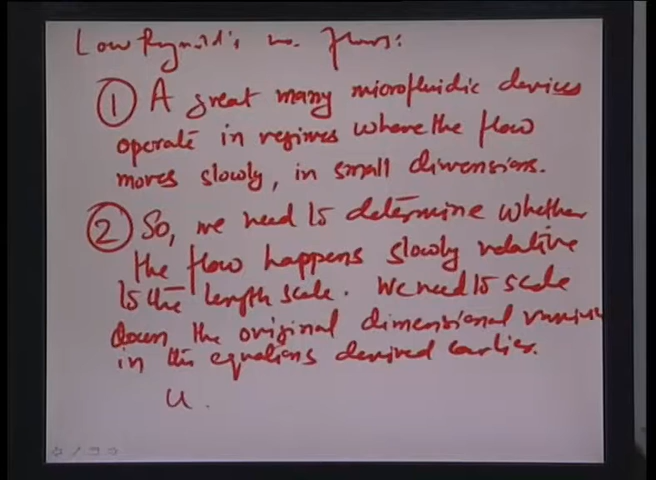 Low Reynold's no. flows:
① A great many microfluidic devices
operate in regimes where the flow
moves slowly, in small dimensions.
② So, we need to determine whether
the flow happens slowly relative
to the length scale. We need to scale
down the original dimensional
in the equations derived earlier.
u.